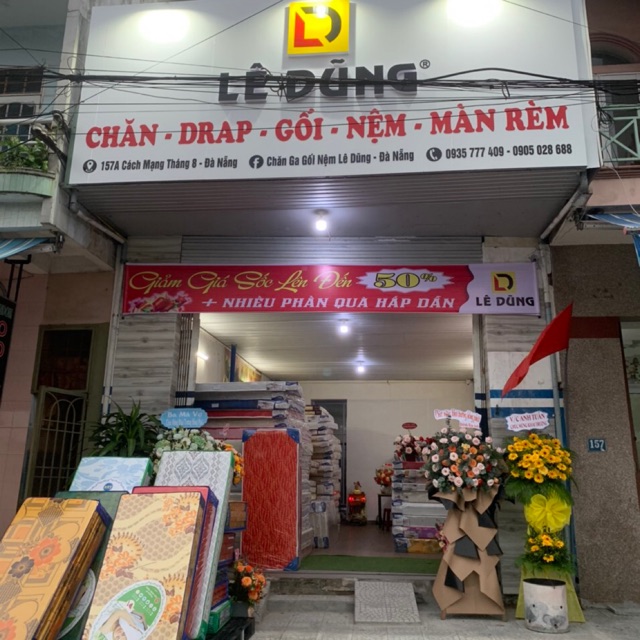 LÊ DŨNG®
CHĂN - DRAP - GỐI - NỆM - MÀN RÈM
157A Cách Mạng Tháng 8 - Đà Nẵng
Chăn Ga Gối Nệm Lê Dũng - Đà Nẵng
0935 777 409 - 0905 028 688
Giảm Giá Sốc Lên Đến 50%
+ NHIỀU PHẦN QUÀ HẤP DẪN
LÊ DŨNG
157